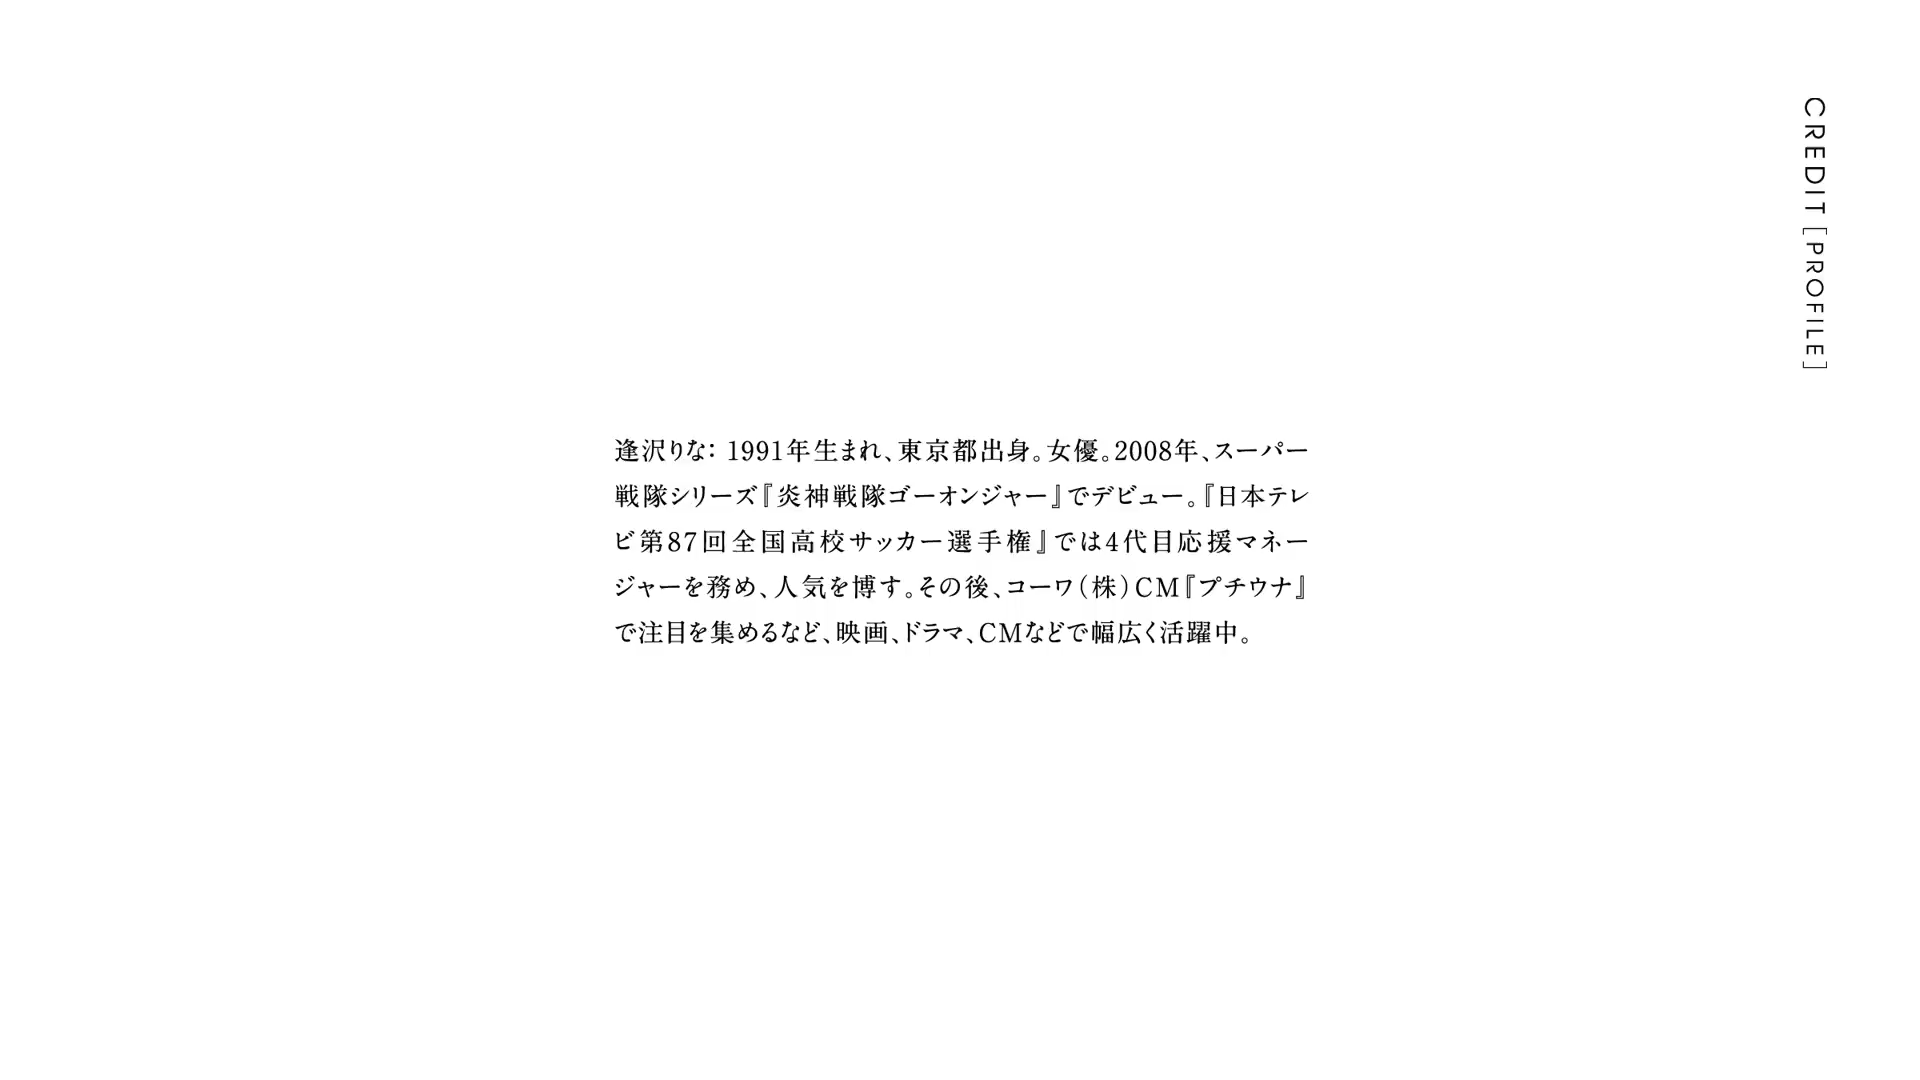 CREDIT [PROFILE]
逢沢りな： 1991年生まれ、東京都出身。女優。2008年、スーパー
戦隊シリーズ『炎神戦隊ゴーオンジャー』でデビュー。『日本テレ
ビ第87回全国高校サッカー選手権』では4代目応援マネー
ジャーを務め、人気を博す。その後、コーワ（株）CM『プチウナ』
で注目を集めるなど、映画、ドラマ、CMなどで幅広く活躍中。